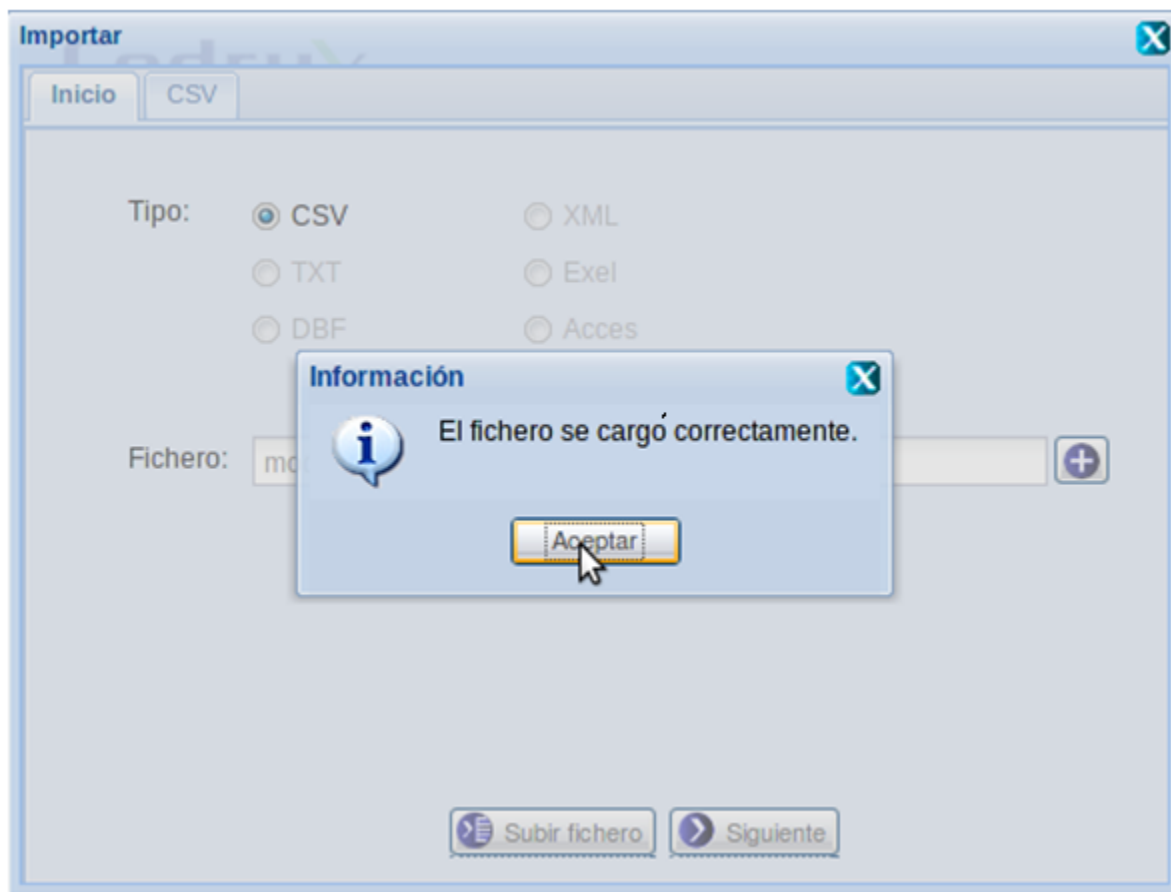 Importar
Inicio CSV
Tipo: CSV XML
TXT Exel
DBF Acces
Información
El fichero se cargó correctamente.
Fichero:
Aceptar
Subir fichero Siguiente